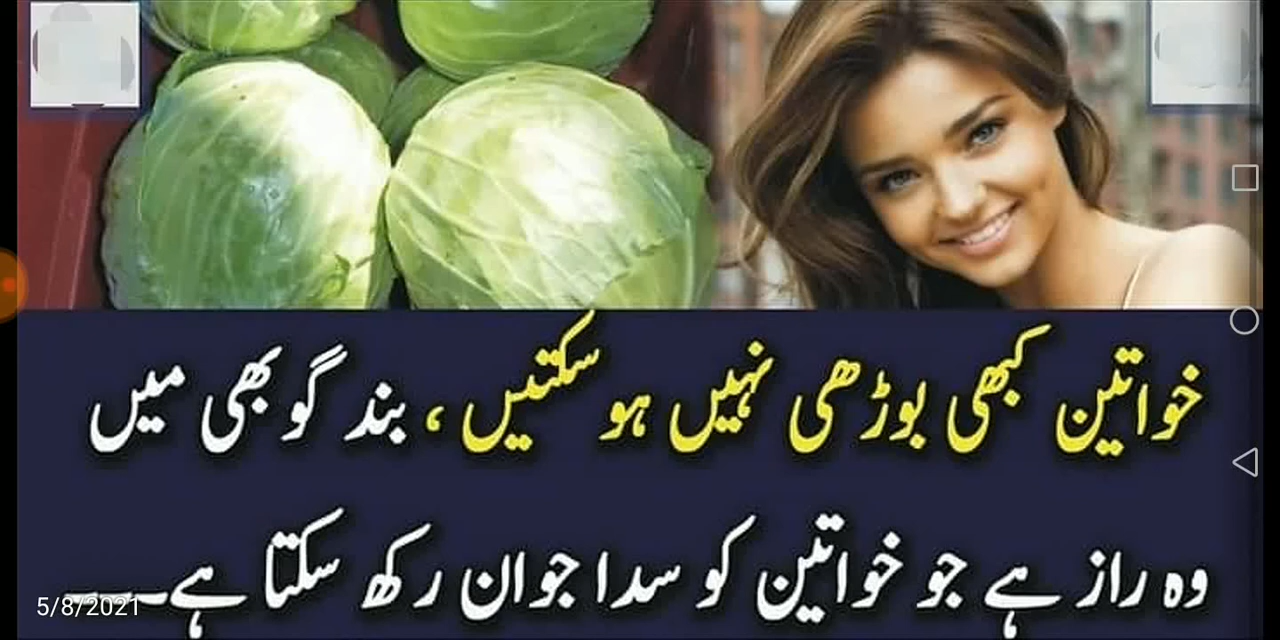 خواتین کبھی بوڑھی نہیں ہو سکتیں، بند گوبھی میں
وہ راز ہے جو خواتین کو سدا جوان رکھ سکتا ہے۔۔۔
5/8/2021